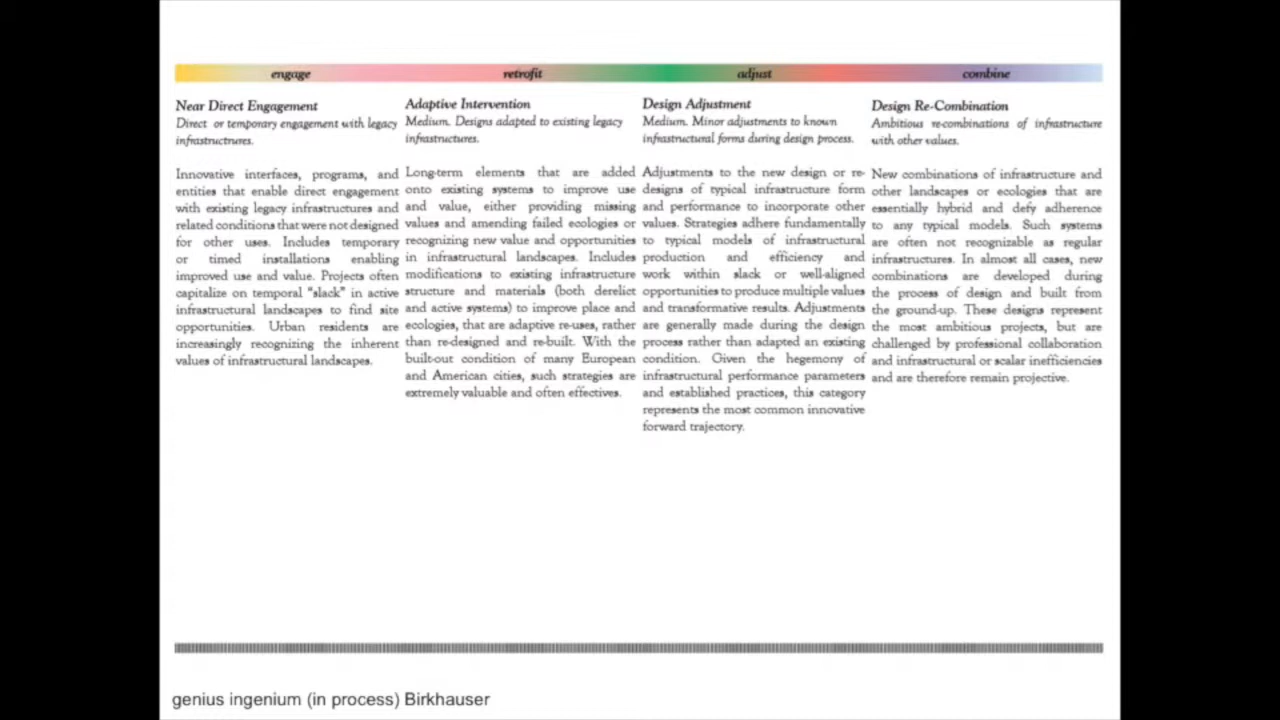 engage
retrofit
adjust
combine
Near Direct Engagement
Direct or temporary engagement with legacy
infrastructrures.
Innovative interfaces, programs, and
entities that enable direct engagement
with existing legacy infrastructures and
related conditions that were not designed
for other uses. Includes temporary
or timed installations enabling
improved use and value. Projects often
capitalize on temporal "slack" in active
infrastructural landscapes to find site
opportunities. Urban residents are
increasingly recognizing the inherent
values of infrastructural landscapes.
Adaptive Intervention
Medium. Designs adapted to existing legacy
infrastructures.
Long-term elements that are added
onto existing systems to improve use
and value, either providing missing
values and amending failed ecologies or
recognizing new value and opportunities
in infrastructural landscapes. Includes
modifications to existing infrastructure
structure and materials (both derelict
and active systems) to improve place and
ecologies, that are adaptive re-uses, rather
than re-designed and re-built. With the
built-out condition of many European
and American cities, such strategies are
extremely valuable and often effectives.
Design Adjustment
Medium. Minor adjustments to known
infrastructural forms during design process.
Adjustments to the new design or re-
designs of typical infrastructure form
and performance to incorporate other
values. Strategies adhere fundamentally
to typical models of infrastructural
production and efficiency and
work within slack or well-aligned
opportunities to produce multiple values
and transformative results. Adjustments
are generally made during the design
process rather than adapted an existing
condition. Given the hegemony of
infrastructural performance parameters
and established practices, this category
represents the most common innovative
forward trajectory.
Design Re-Combination
Ambitious re-combinations of infrastructure
with other values.
New combinations of infrastructure and
other landscapes or ecologies that are
essentially hybrid and defy adherence
to any typical models. Such systems
are often not recognizable as regular
infrastructures. In almost all cases, new
combinations are developed during
the process of design and built from
the ground-up. These designs represent
the most ambitious projects, but are
challenged by professional collaboration
and infrastructural or scalar inefficiencies
and are therefore remain projective.
genius ingenium (in process) Birkhauser